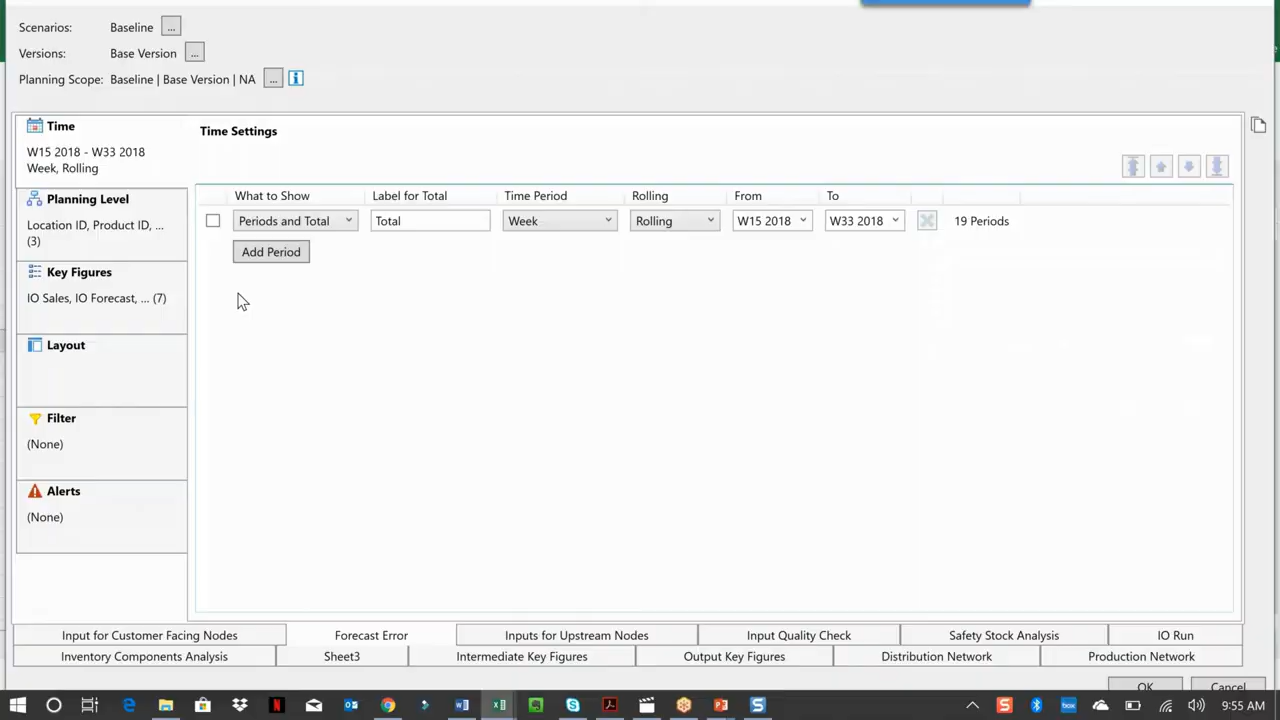 Scenarios: Baseline ...
Versions: Base Version ...
Planning Scope: Baseline | Base Version | NA ... i
Time
W15 2018 - W33 2018
Week, Rolling
Planning Level
Location ID, Product ID, ...
(3)
Key Figures
IO Sales, IO Forecast, ... (7)
Layout
Filter
(None)
Alerts
(None)
Time Settings
What to Show Label for Total Time Period Rolling From To
Periods and Total Total Week Rolling W15 2018 W33 2018 19 Periods
Add Period
Input for Customer Facing Nodes Forecast Error Inputs for Upstream Nodes Input Quality Check Safety Stock Analysis IO Run
Inventory Components Analysis Sheet3 Intermediate Key Figures Output Key Figures Distribution Network Production Network
OK Cancel
9:55 AM